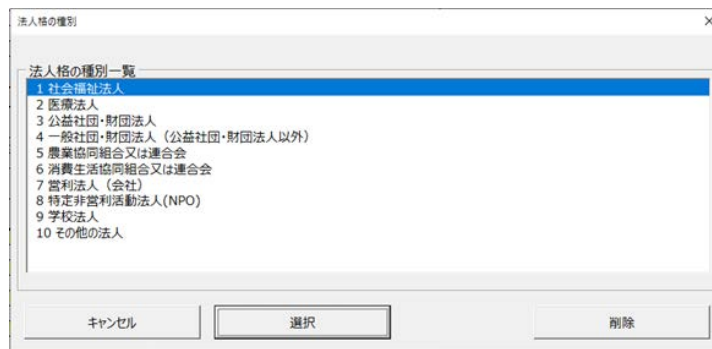 法人格の種別
法人格の種別一覧
1 社会福祉法人
2 医療法人
3 公益社団・財団法人
4 一般社団・財団法人（公益社団・財団法人以外）
5 農業協同組合又は連合会
6 消費生活協同組合又は連合会
7 営利法人（会社）
8 特定非営利活動法人(NPO)
9 学校法人
10 その他の法人
キャンセル
選択
削除